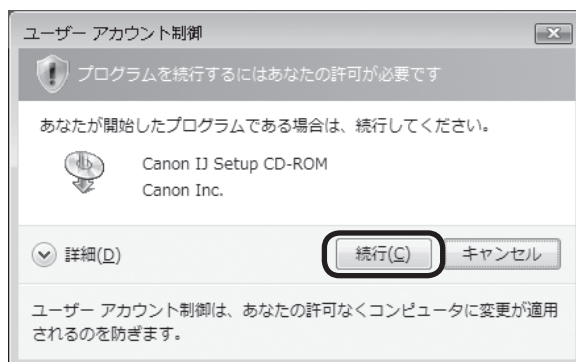 ユーザー アカウント制御
プログラムを続行するにはあなたの許可が必要です
あなたが開始したプログラムである場合は、続行してください。
Canon IJ Setup CD-ROM
Canon Inc.
詳細(D)
続行(C)
キャンセル
ユーザー アカウント制御は、あなたの許可なくコンピュータに変更が適用
されるのを防ぎます。